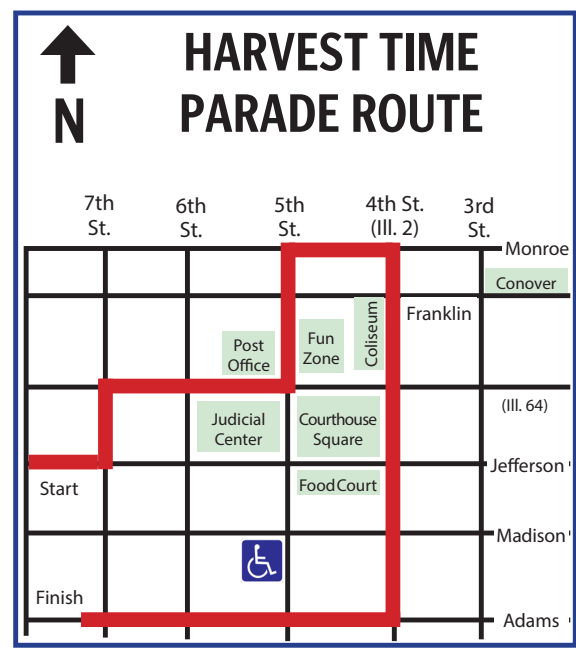 HARVEST TIME
PARADE ROUTE
N
7th
St.
6th
St.
5th
St.
4th St.
(Ill. 2)
3rd
St.
Monroe
Conover
Franklin
Coliseum
Fun
Zone
Post
Office
(Ill. 64)
Judicial
Center
Courthouse
Square
Jefferson
Start
Food Court
Madison
Finish
Adams